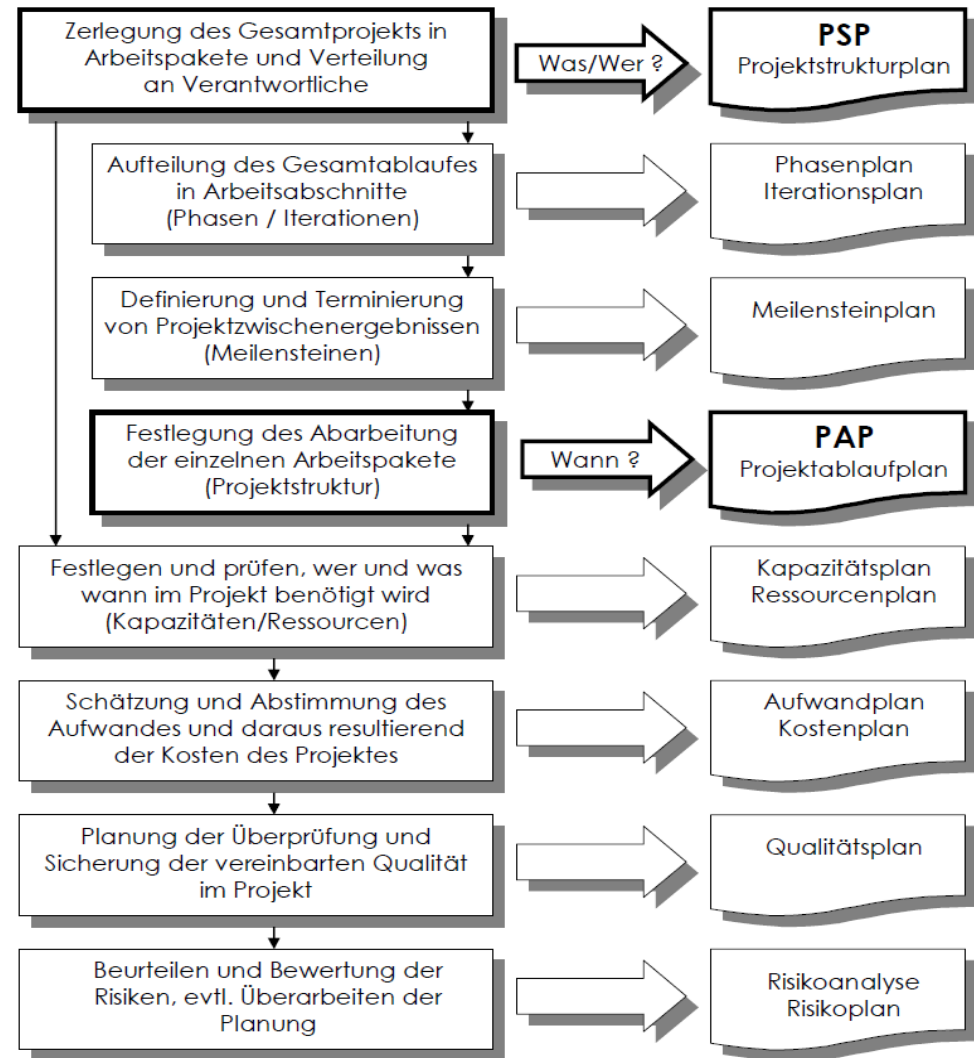 Zerlegung des Gesamtprojekts in
Arbeitspakete und Verteilung
an Verantwortliche
Was/Wer ?
PSP
Projektstrukturplan
Aufteilung des Gesamtablaufes
in Arbeitsabschnitte
(Phasen / Iterationen)
Phasenplan
Iterationsplan
Definierung und Terminierung
von Projektzwischenergebnissen
(Meilensteinen)
Meilensteinplan
Festlegung des Abarbeitung
der einzelnen Arbeitspakete
(Projektstruktur)
Wann ?
PAP
Projektablaufplan
Festlegen und prüfen, wer und was
wann im Projekt benötigt wird
(Kapazitäten/Ressourcen)
Kapazitätsplan
Ressourcenplan
Schätzung und Abstimmung des
Aufwandes und daraus resultierend
der Kosten des Projektes
Aufwandplan
Kostenplan
Planung der Überprüfung und
Sicherung der vereinbarten Qualität
im Projekt
Qualitätsplan
Beurteilen und Bewertung der
Risiken, evtl. Überarbeiten der
Planung
Risikoanalyse
Risikoplan